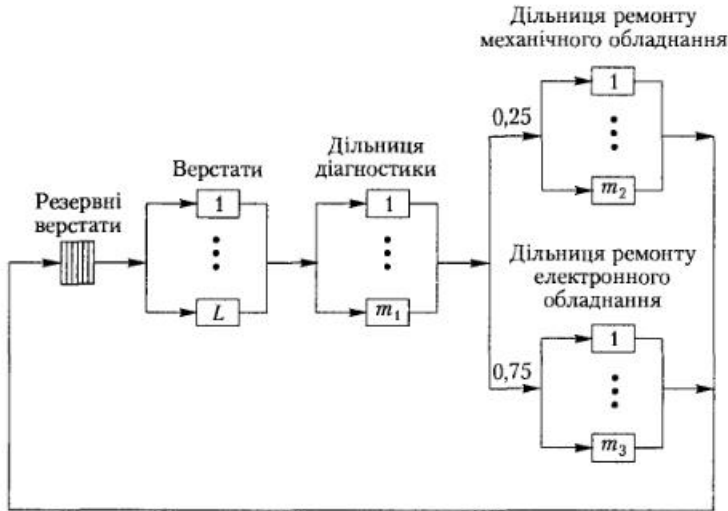 Дільниця ремонту
механічного обладнання
1
0,25
m₂
Дільниця
діагностики
Верстати
1
1
Резервні
верстати
L
m₁
Дільниця ремонту
електронного
обладнання
1
0,75
m₃